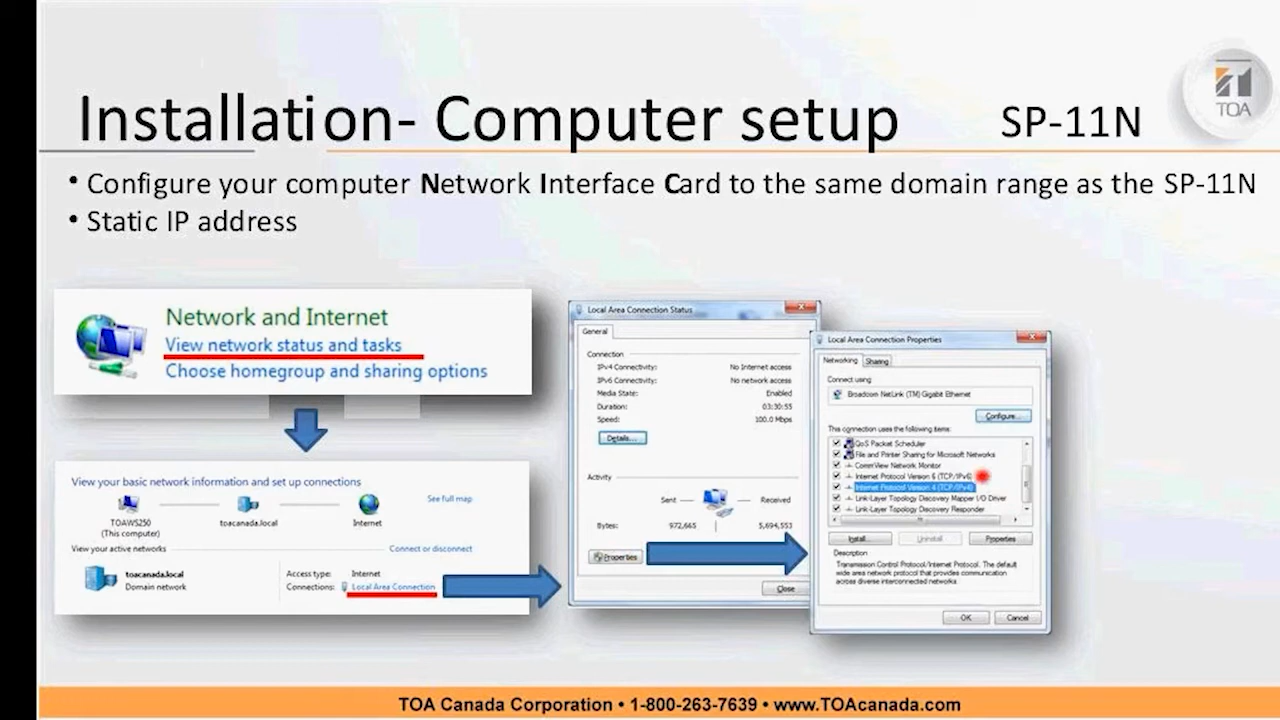 Installation- Computer setup
SP-11N
TOA
• Configure your computer Network Interface Card to the same domain range as the SP-11N
• Static IP address
Network and Internet
View network status and tasks
Choose homegroup and sharing options
View your basic network information and set up connections
See full map
TOAWS250
(This computer)
toacanada.local
Internet
View your active networks
Connect or disconnect
toacanada.local
Domain network
Access type: Internet
Connections: Local Area Connection
Local Area Connection Status
General
Connection
IPv4 Connectivity: No Internet access
IPv6 Connectivity: No network access
Media State: Enabled
Duration: 03:30:55
Speed: 100.0 Mbps
Details...
Activity
Sent
Received
Bytes: 972,665 5,694,553
Properties
Close
Local Area Connection Properties
Networking Sharing
Connect using
Broadcom NetLink (TM) Gigabit Ethernet
Configure...
This connection uses the following items:
QoS Packet Scheduler
File and Printer Sharing for Microsoft Networks
CommView Network Monitor
Internet Protocol Version 6 (TCP/IPv6)
Internet Protocol Version 4 (TCP/IPv4)
Link-Layer Topology Discovery Mapper I/O Driver
Link-Layer Topology Discovery Responder
Install...
Uninstall
Properties
Description
Transmission Control Protocol/Internet Protocol. The default
wide area network protocol that provides communication
across diverse interconnected networks.
OK
Cancel
TOA Canada Corporation • 1-800-263-7639 • www.TOAcanada.com